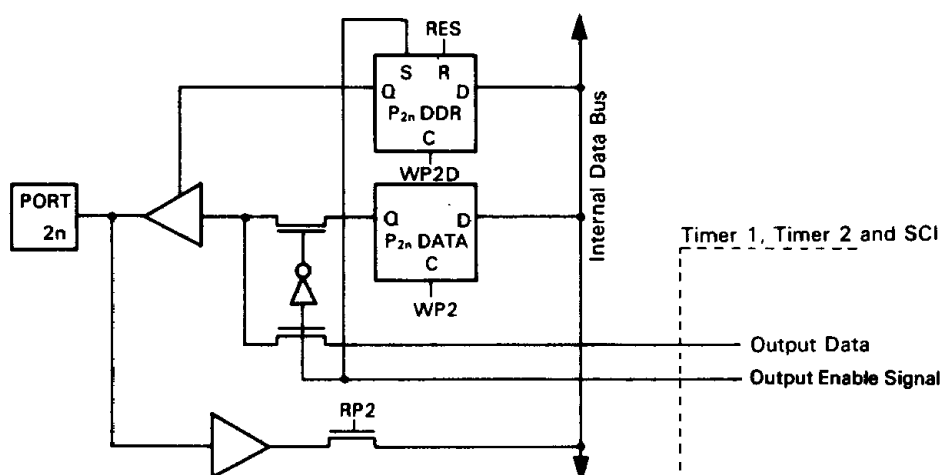 RES
S R
Q D
P2n DDR
C
WP2D
PORT
2n
Q D
P2n DATA
C
WP2
Internal Data Bus
Timer 1, Timer 2 and SCI
Output Data
Output Enable Signal
RP2